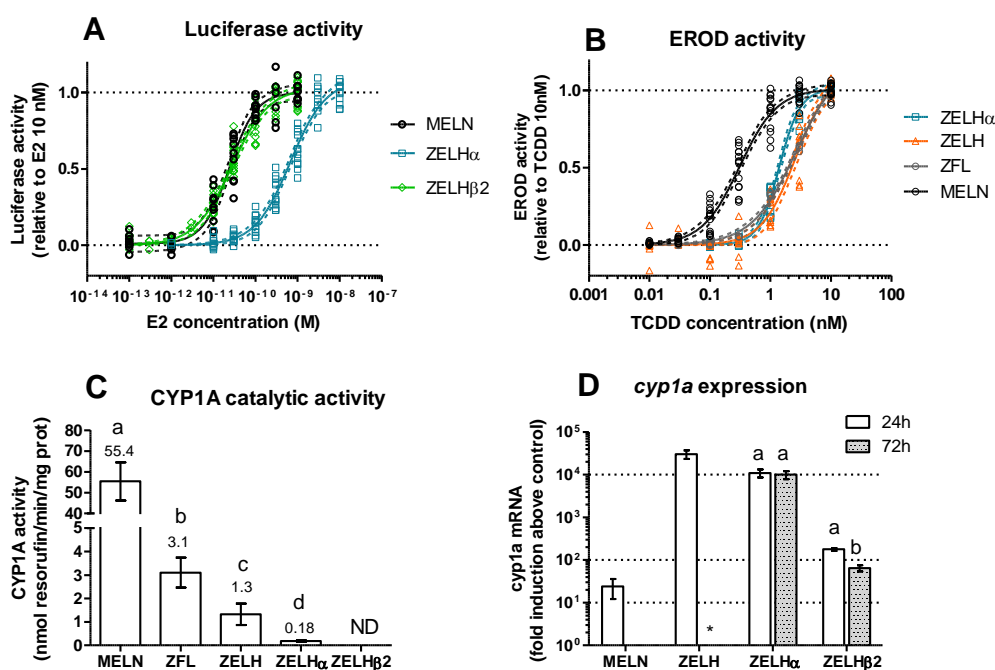 A
Luciferase activity
Luciferase activity
(relative to E2 10 nM)
1.0
0.5
0.0
10⁻¹⁴ 10⁻¹³ 10⁻¹² 10⁻¹¹ 10⁻¹⁰ 10⁻⁹ 10⁻⁸ 10⁻⁷
E2 concentration (M)
MELN
ZELHα
ZELHβ2
B
EROD activity
EROD activity
(relative to TCDD 10nM)
1.0
0.5
0.0
0.001 0.01 0.1 1 10 100
TCDD concentration (nM)
ZELHα
ZELH
ZFL
MELN
C
CYP1A catalytic activity
CYP1A activity
(nmol resorufin/min/mg prot)
80
70
60
50
40
30
4
3
2
1
0
a
55.4
b
3.1
c
1.3
d
0.18
ND
MELN ZFL ZELH ZELHα ZELHβ2
D
cyp1a expression
cyp1a mRNA
(fold induction above control)
10⁵
10⁴
10³
10²
10¹
10⁰
24h
72h
a a
a
b
*
MELN ZELH ZELHα ZELHβ2